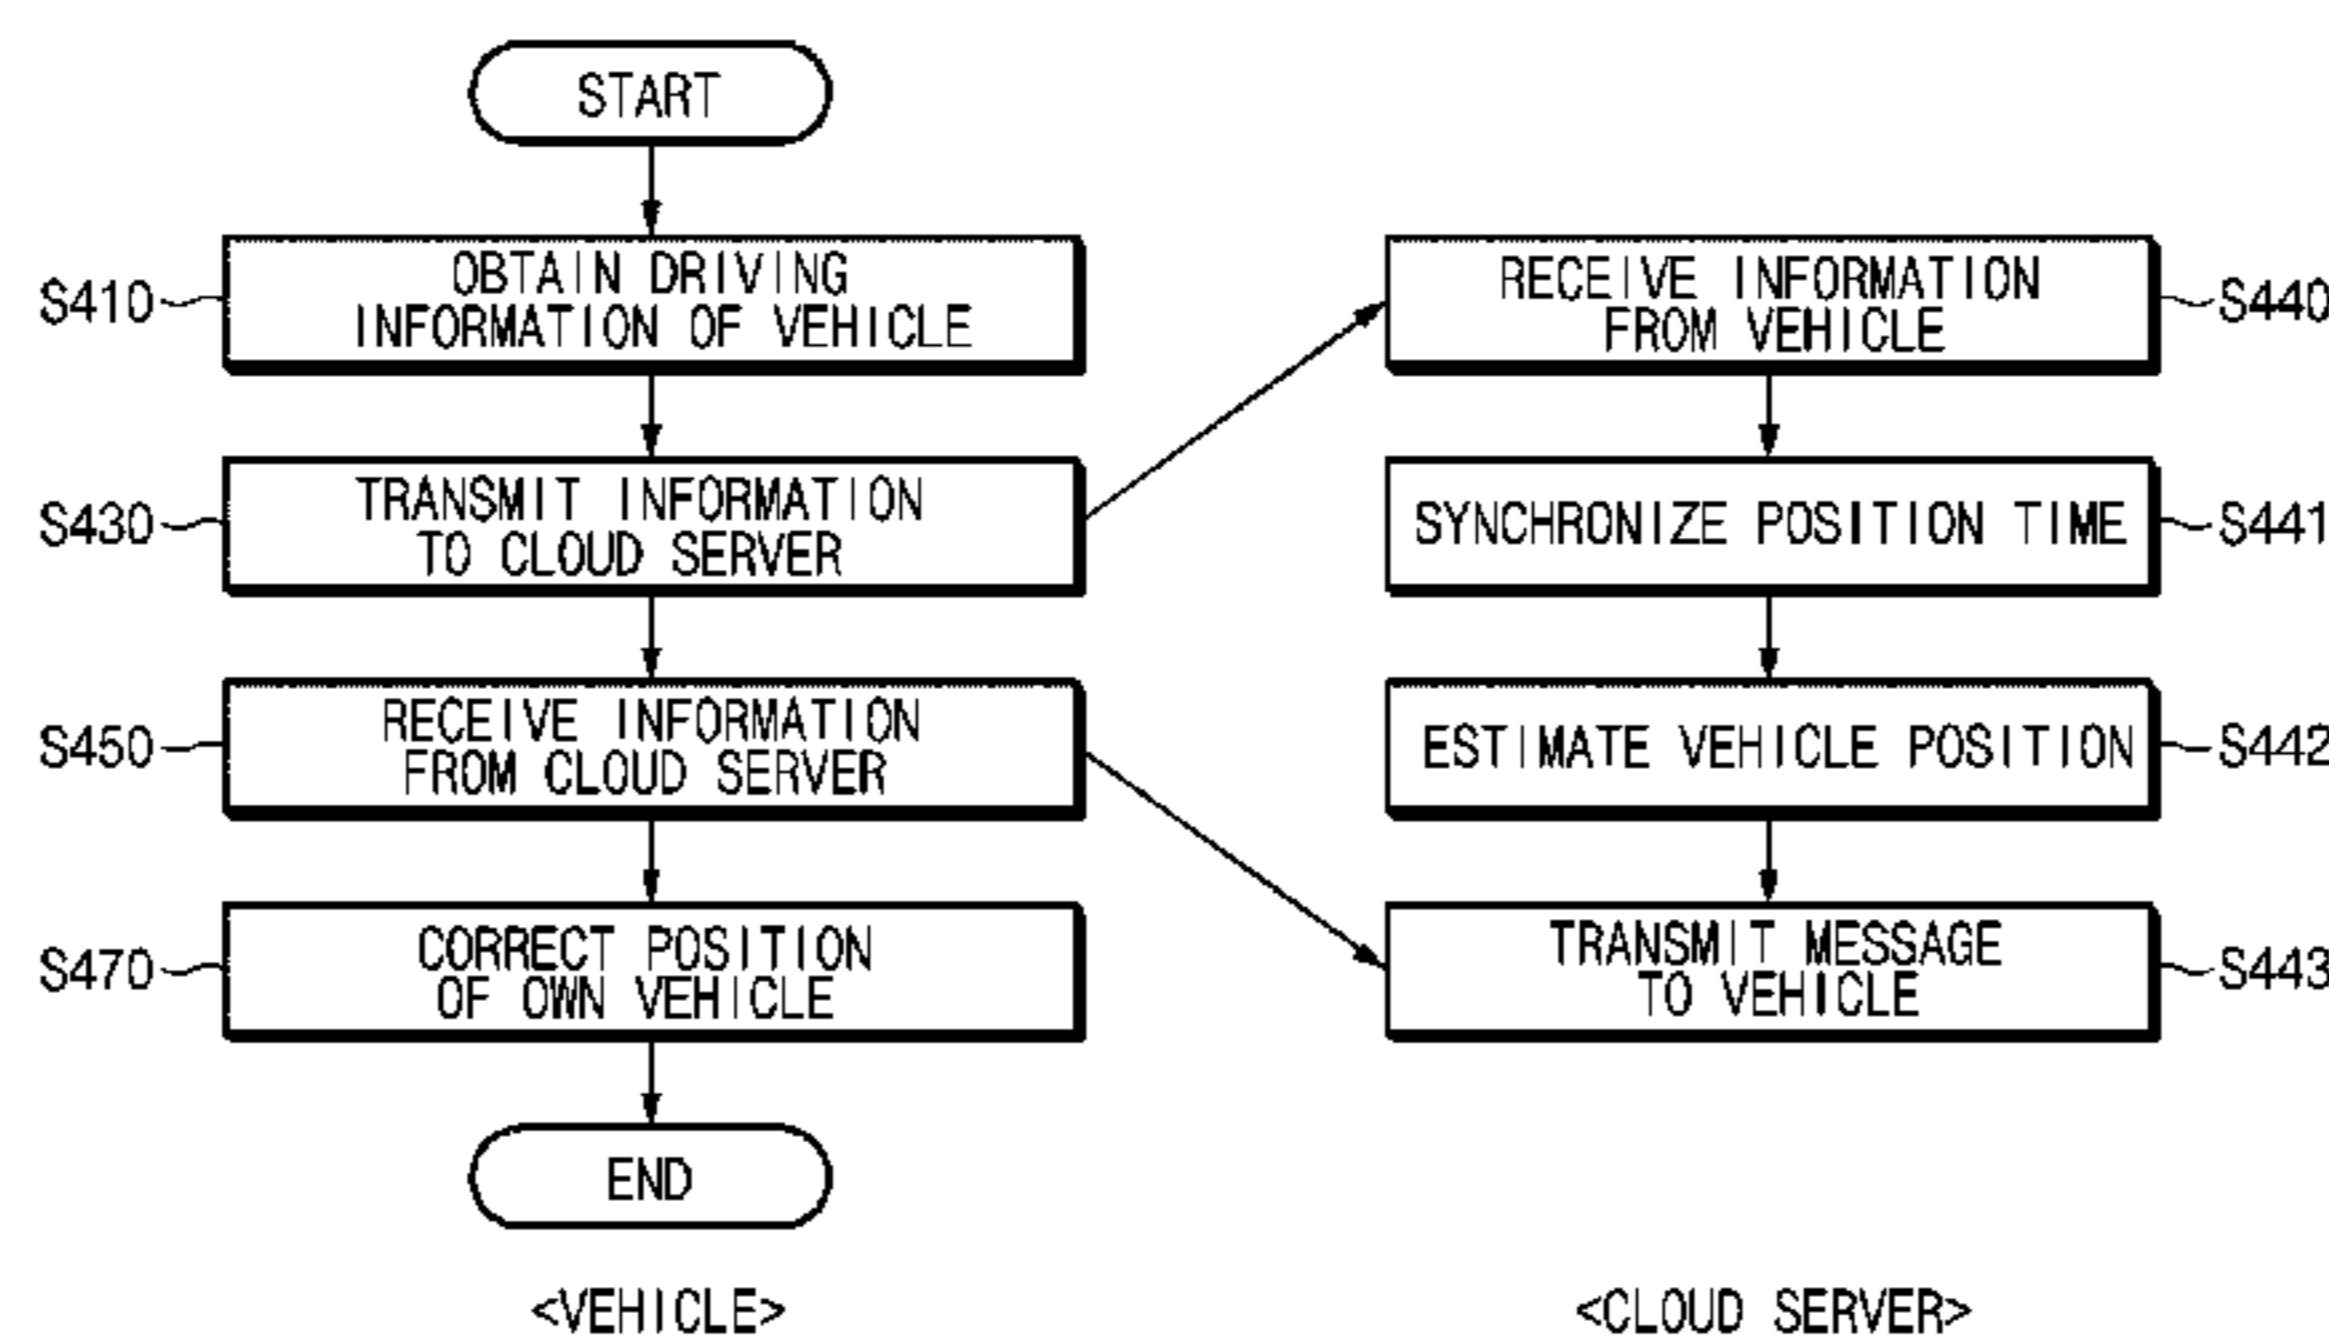 START
S410
OBTAIN DRIVING
INFORMATION OF VEHICLE
S430
TRANSMIT INFORMATION
TO CLOUD SERVER
S450
RECEIVE INFORMATION
FROM CLOUD SERVER
S470
CORRECT POSITION
OF OWN VEHICLE
END
<VEHICLE>
RECEIVE INFORMATION
FROM VEHICLE
S440
SYNCHRONIZE POSITION TIME
S441
ESTIMATE VEHICLE POSITION
S442
TRANSMIT MESSAGE
TO VEHICLE
S443
<CLOUD SERVER>